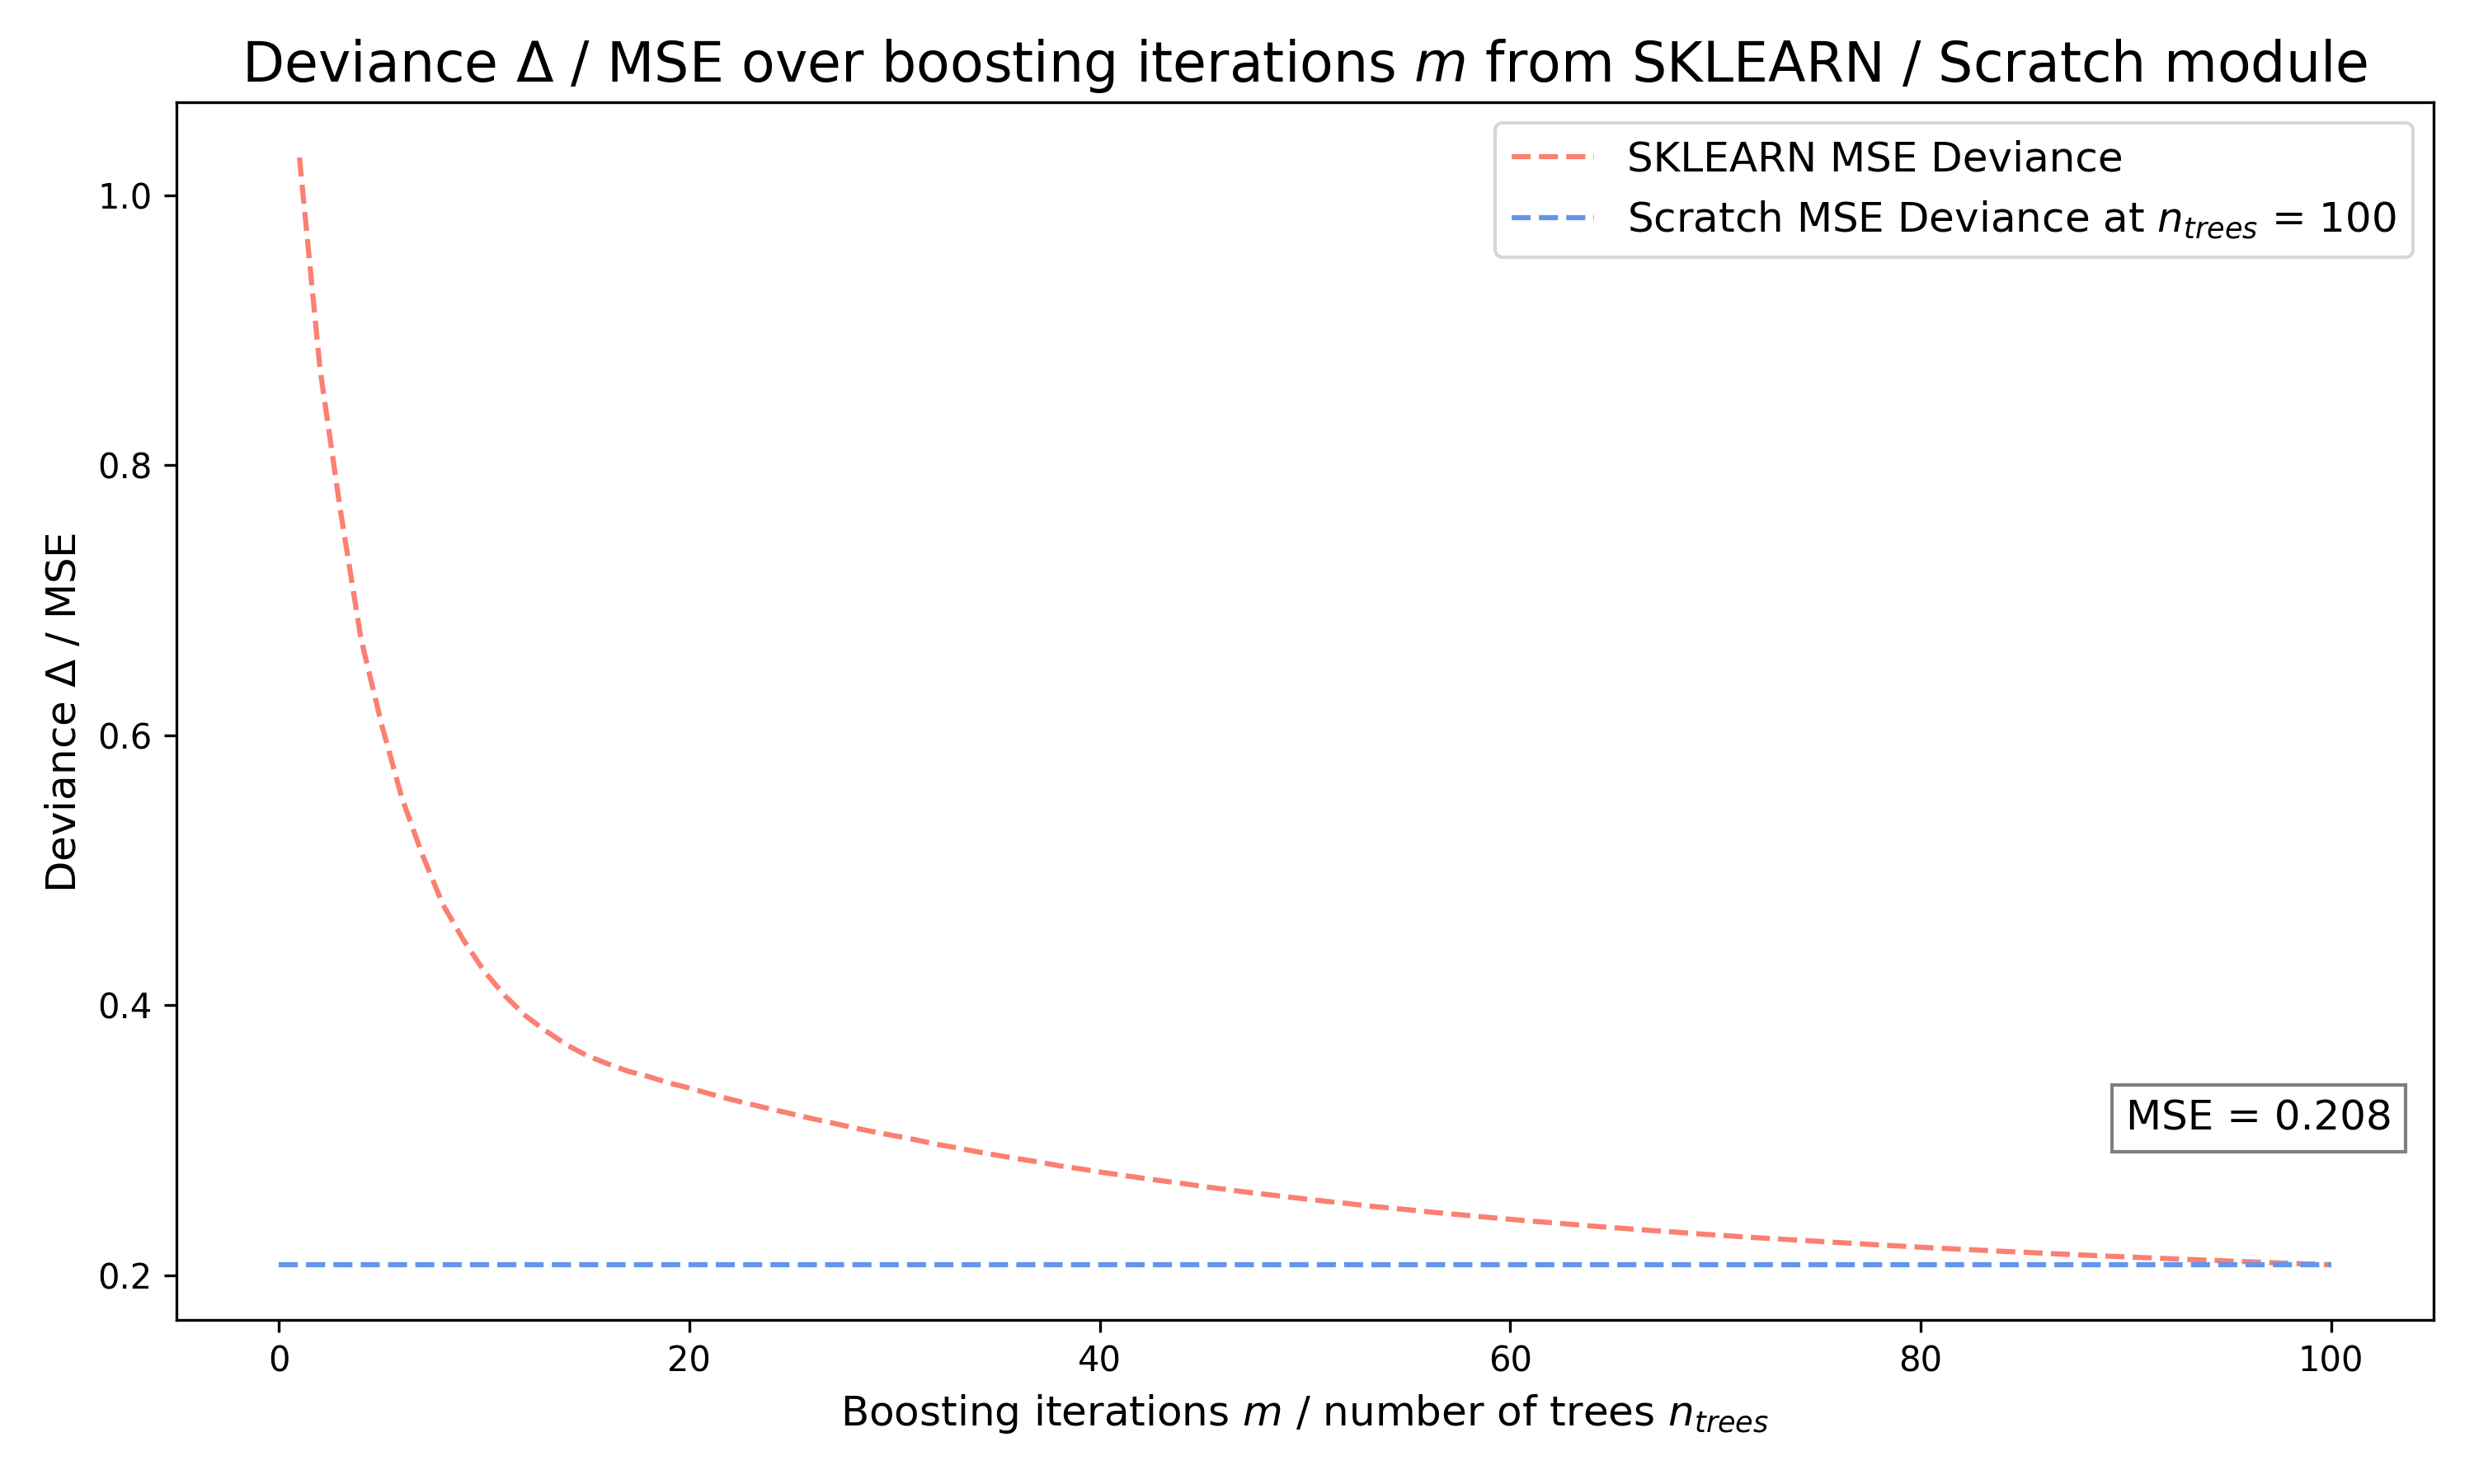 Deviance Δ / MSE over boosting iterations m from SKLEARN / Scratch module
SKLEARN MSE Deviance
Scratch MSE Deviance at n_trees = 100
Deviance Δ / MSE
1.0
0.8
0.6
0.4
0.2
MSE = 0.208
0 20 40 60 80 100
Boosting iterations m / number of trees n_trees